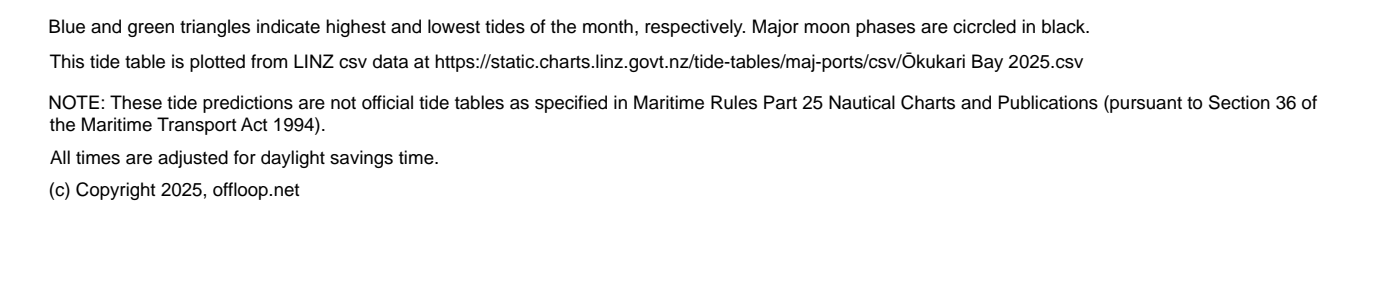 Blue and green triangles indicate highest and lowest tides of the month, respectively. Major moon phases are cicrcled in black.
This tide table is plotted from LINZ csv data at https://static.charts.linz.govt.nz/tide-tables/maj-ports/csv/Ōkukari Bay 2025.csv
NOTE: These tide predictions are not official tide tables as specified in Maritime Rules Part 25 Nautical Charts and Publications (pursuant to Section 36 of
the Maritime Transport Act 1994).
All times are adjusted for daylight savings time.
(c) Copyright 2025, offloop.net